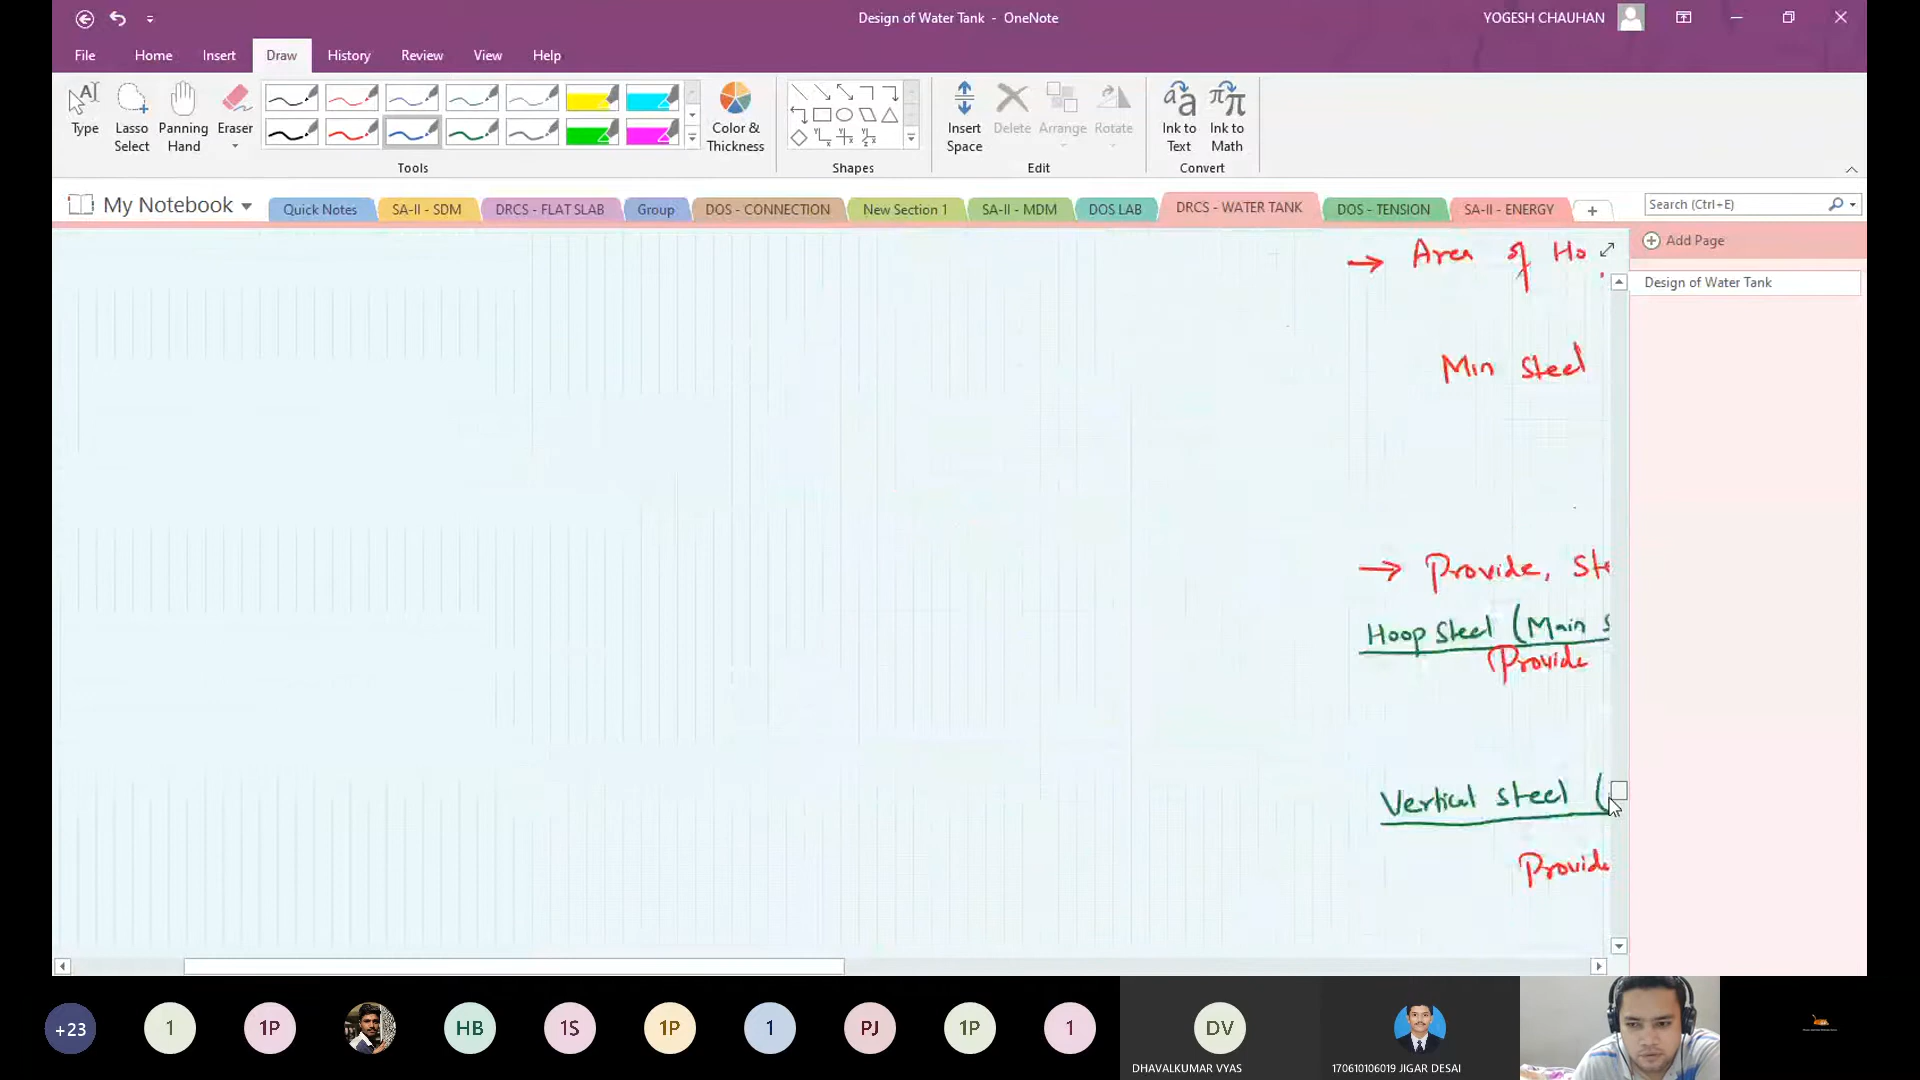 Design of Water Tank - OneNote
YOGESH CHAUHAN
File Home Insert Draw History Review View Help
Type
Lasso Select
Panning Hand
Eraser
Color & Thickness
Insert Space
Delete
Arrange
Rotate
Ink to Text
Ink to Math
Tools Shapes Edit Convert
My Notebook Quick Notes SA-II - SDM DRCS - FLAT SLAB Group DOS - CONNECTION New Section 1 SA-II - MDM DOS LAB DRCS - WATER TANK DOS - TENSION SA-II - ENERGY
Search (Ctrl+E)
Add Page
Design of Water Tank
→ Area of Ho
Min Steel
→ Provide, Ste
Hoop Steel (Main s
Provide
Vertical steel (
Provide
+23 1 1P HB 1S 1P 1 PJ 1P 1 DV
DHAVALKUMAR VYAS
170610106019 JIGAR DESAI